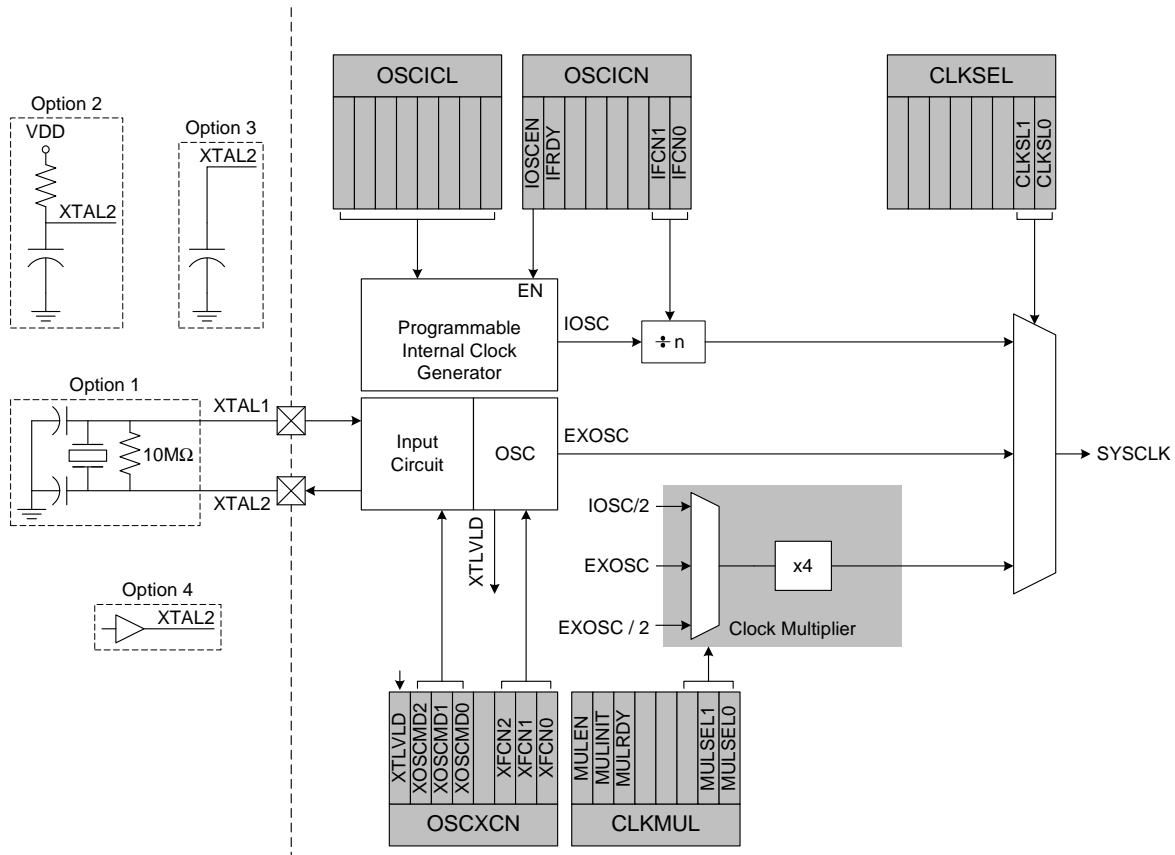 OSCICL
OSCICN
CLKSEL
IOSCEN
IFRDY
IFCN1
IFCN0
CLKSL1
CLKSL0
Option 2
VDD
XTAL2
Option 3
XTAL2
EN
Programmable
Internal Clock
Generator
IOSC
÷ n
Option 1
XTAL1
10MΩ
XTAL2
Input
Circuit
OSC
EXOSC
SYSCLK
XTLVLD
IOSC/2
EXOSC
EXOSC / 2
x4
Clock Multiplier
Option 4
XTAL2
XTLVLD
XOSCMD2
XOSCMD1
XOSCMD0
XFCN2
XFCN1
XFCN0
OSCXCN
MULEN
MULINIT
MULRDY
MULSEL1
MULSEL0
CLKMUL